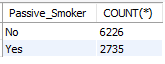 Passive_Smoker COUNT(*)
No 6226
Yes 2735